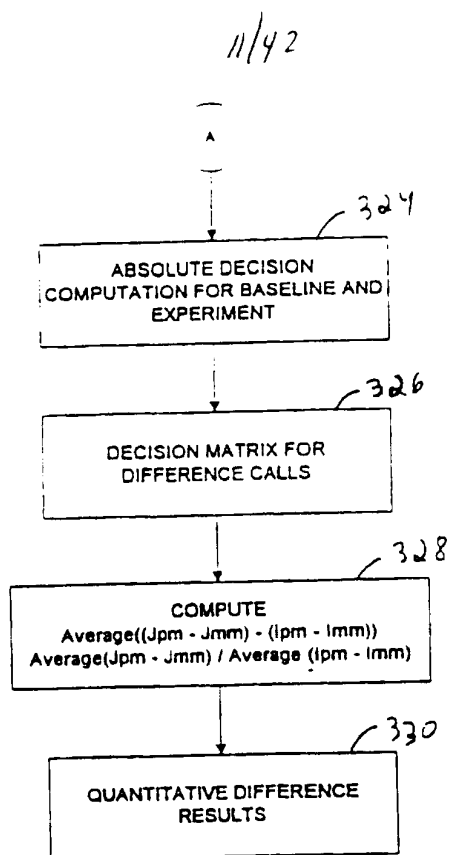 11/42
A
324
ABSOLUTE DECISION
COMPUTATION FOR BASELINE AND
EXPERIMENT
326
DECISION MATRIX FOR
DIFFERENCE CALLS
328
COMPUTE
Average((Jpm - Jmm) - (Ipm - Imm))
Average(Jpm - Jmm) / Average (Ipm - Imm)
330
QUANTITATIVE DIFFERENCE
RESULTS